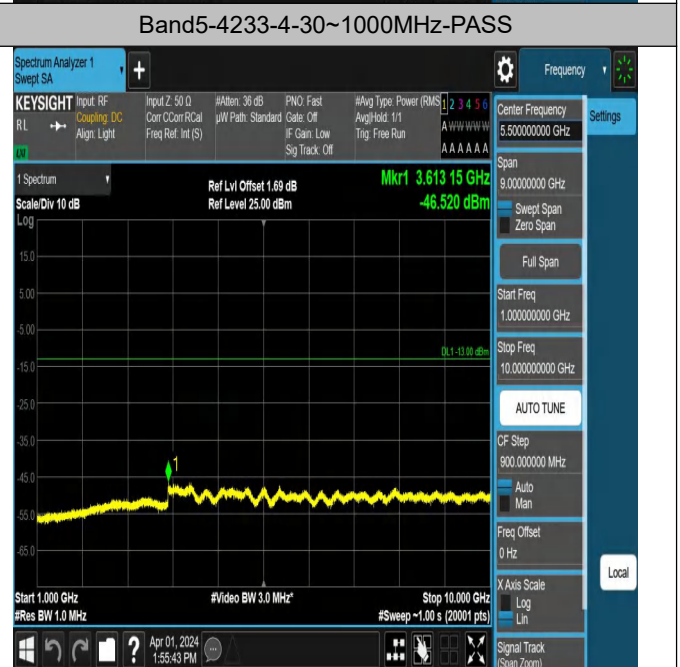 Band5-4233-4-30~1000MHz-PASS
Spectrum Analyzer 1
Swept SA
+
Frequency
KEYSIGHT
RL
Input: RF
Coupling: DC
Align: Light
Input Z: 50 Ω
Corr CCorr RCal
Freq Ref: Int (S)
#Atten: 36 dB
µW Path: Standard
PNO: Fast
Gate: Off
IF Gain: Low
Sig Track: Off
#Avg Type: Power (RMS
Avg|Hold: 1/1
Trig: Free Run
1 2 3 4 5 6
A W W W W W
A A A A A A
1 Spectrum
Scale/Div 10 dB
Log
Ref Lvl Offset 1.69 dB
Ref Level 25.00 dBm
Mkr1 3.613 15 GHz
-46.520 dBm
15.0
5.00
-5.00
-15.0
-25.0
-35.0
-45.0
-55.0
-65.0
DL1 -13.00 dBm
1
Start 1.000 GHz
#Res BW 1.0 MHz
#Video BW 3.0 MHz*
Stop 10.000 GHz
#Sweep ~1.00 s (20001 pts)
Apr 01, 2024
1:55:43 PM
Center Frequency
5.500000000 GHz
Settings
Span
9.00000000 GHz
Swept Span
Zero Span
Full Span
Start Freq
1.000000000 GHz
Stop Freq
10.000000000 GHz
AUTO TUNE
CF Step
900.000000 MHz
Auto
Man
Freq Offset
0 Hz
X Axis Scale
Log
Lin
Local
Signal Track
(Span Zoom)